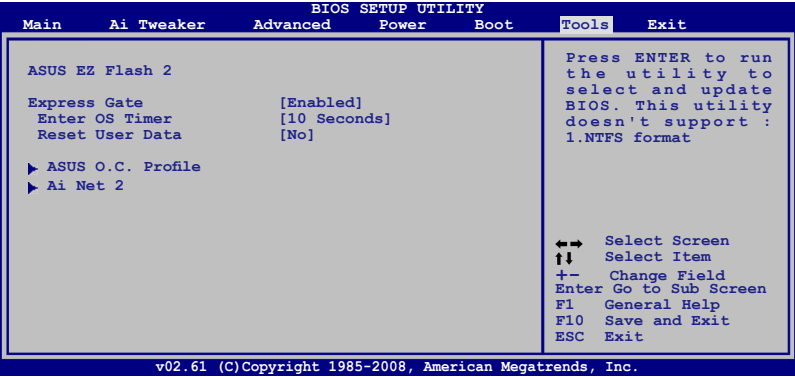 BIOS SETUP UTILITY
Main Ai Tweaker Advanced Power Boot Tools Exit
ASUS EZ Flash 2
Express Gate [Enabled]
Enter OS Timer [10 Seconds]
Reset User Data [No]
ASUS O.C. Profile
Ai Net 2
Press ENTER to run
the utility to
select and update
BIOS. This utility
doesn't support :
1.NTFS format
Select Screen
Select Item
+- Change Field
Enter Go to Sub Screen
F1 General Help
F10 Save and Exit
ESC Exit
v02.61 (C)Copyright 1985-2008, American Megatrends, Inc.